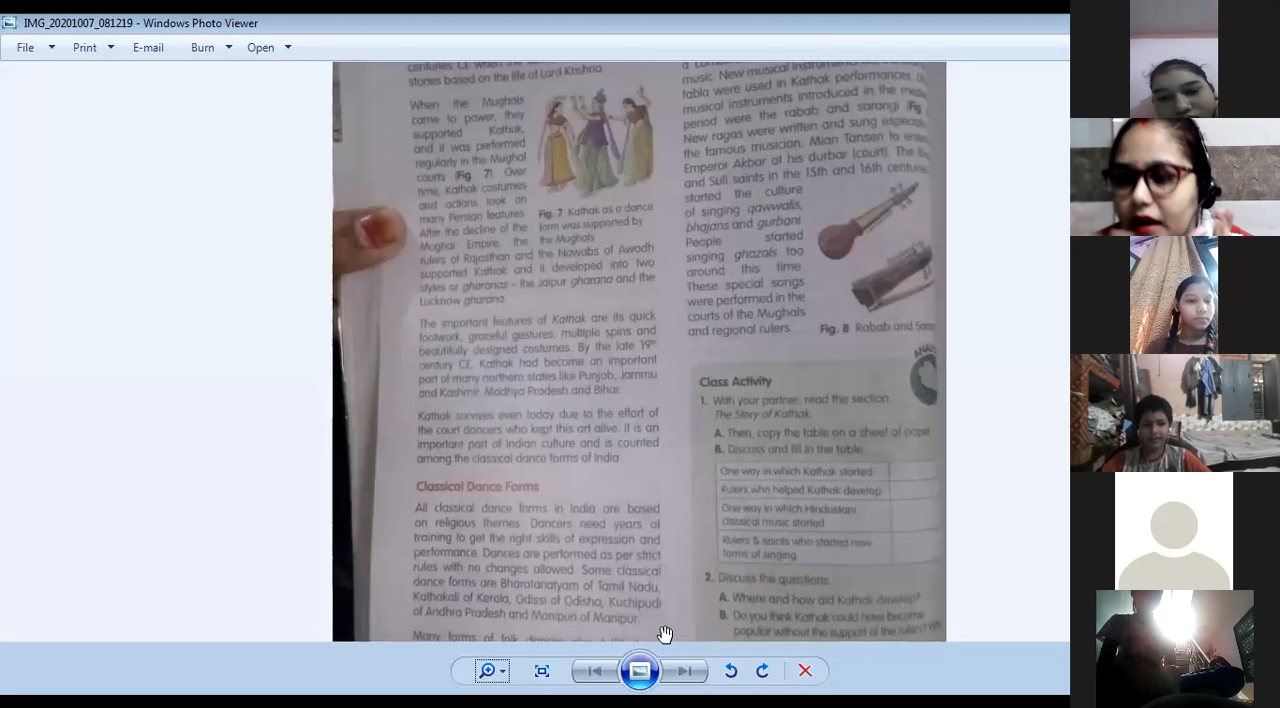 IMG_20201007_081219 - Windows Photo Viewer
File Print E-mail Burn Open
centuries CE when the
stories based on the life of Lord Krishna
When the Mughals
came to power, they
supported Kathak,
and it was performed
regularly in the Mughal
courts (Fig. 7). Over
time, Kathak costumes
and actions took on
many Persian features
After the decline of the
Mughal Empire, the
rulers of Rajasthan and the Nawabs of Awadh
supported Kathak and it developed into two
styles or gharanas – the Jaipur gharana and the
Lucknow gharana
Fig. 7 Kathak as a dance
form was supported by
the Mughals
The important features of Kathak are its quick
footwork, graceful gestures, multiple spins and
beautifully designed costumes. By the late 19th
century CE, Kathak had become an important
part of many northern states like Punjab, Jammu
and Kashmir, Madhya Pradesh and Bihar.
Kathak survives even today due to the effort of
the court dancers who kept this art alive. It is an
important part of Indian culture and is counted
among the classical dance forms of India
Classical Dance Forms
All classical dance forms in India are based
on religious themes. Dancers need years of
training to get the right skills of expression and
performance. Dances are performed as per strict
rules with no changes allowed. Some classical
dance forms are Bharatanatyam of Tamil Nadu,
Kathakali of Kerala, Odissi of Odisha, Kuchipudi
of Andhra Pradesh and Manipuri of Manipur.
Many forms of folk
music. New musical instruments
tabla were used in Kathak performances.
musical instruments introduced in the
period were the rabab and sarangi
New ragas were written and sung
the famous musician, Mian Tansen to
Emperor Akbar at his durbar (court). The
and Sufi saints in the 15th and 16th
started the culture
of singing qawwalis,
bhajans and gurbani
People started
singing ghazals too
around this time
These special songs
were performed in the
courts of the Mughals
and regional rulers
Fig. 8 Rabab and
Class Activity
1. With your partner, read the section
The Story of Kathak.
A. Then, copy the table on a sheet of
B. Discuss and fill in the table.
One way in which Kathak started
Rulers who helped Kathak develop
One way in which Hindustani
classical music started
Rulers & saints who started new
forms of singing
2. Discuss the questions.
A. Where and how did Kathak develop?
B. Do you think Kathak could have become
popular without the support of the rulers?